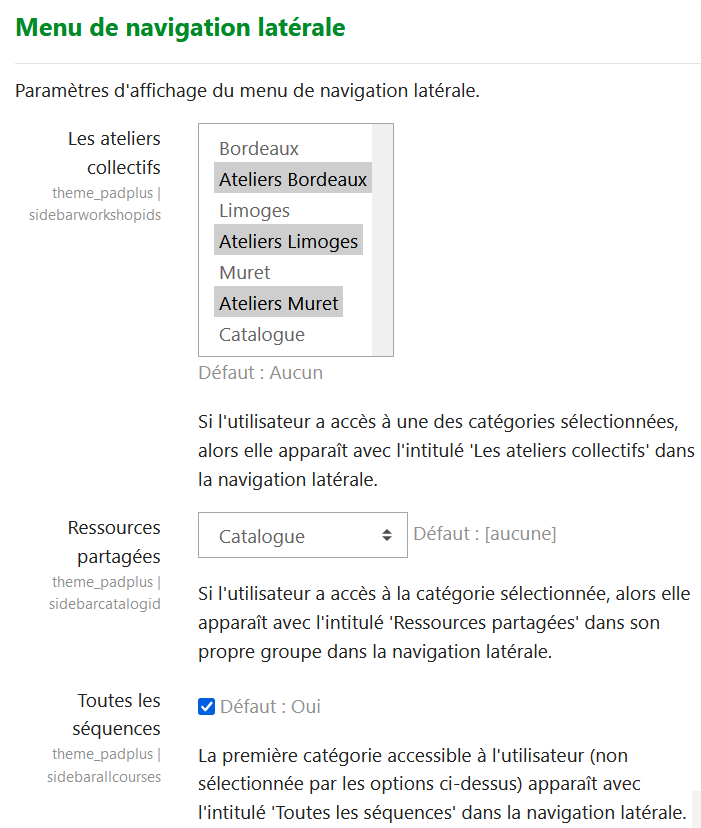 Menu de navigation latérale
Paramètres d'affichage du menu de navigation latérale.
Les ateliers
collectifs
theme_padplus |
sidebarworkshopids
Bordeaux
Ateliers Bordeaux
Limoges
Ateliers Limoges
Muret
Ateliers Muret
Catalogue
Défaut : Aucun
Si l'utilisateur a accès à une des catégories sélectionnées,
alors elle apparaît avec l'intitulé 'Les ateliers collectifs' dans
la navigation latérale.
Ressources
partagées
theme_padplus |
sidebarcatalogid
Catalogue
Défaut : [aucune]
Si l'utilisateur a accès à la catégorie sélectionnée, alors elle
apparaît avec l'intitulé 'Ressources partagées' dans son
propre groupe dans la navigation latérale.
Toutes les
séquences
theme_padplus |
sidebarallcourses
Défaut : Oui
La première catégorie accessible à l'utilisateur (non
sélectionnée par les options ci-dessus) apparaît avec
l'intitulé 'Toutes les séquences' dans la navigation latérale.